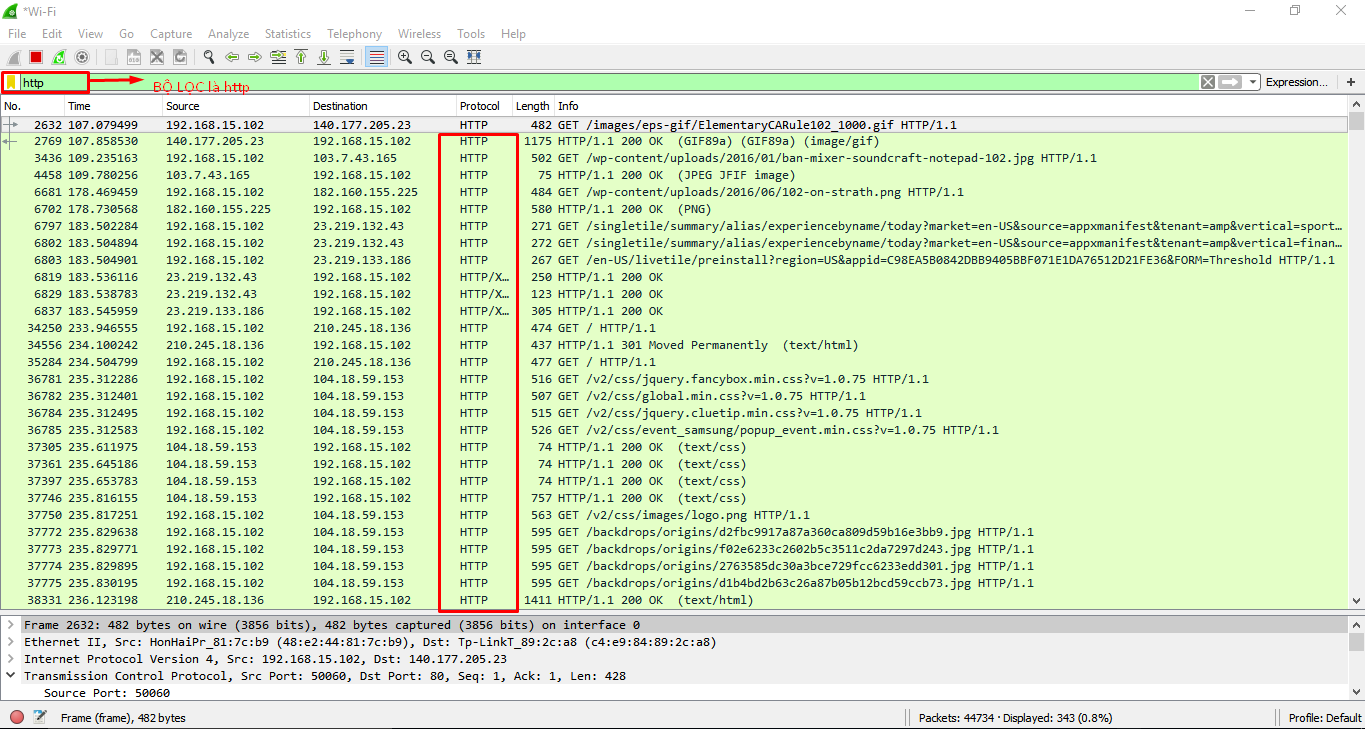 *Wi-Fi
File Edit View Go Capture Analyze Statistics Telephony Wireless Tools Help
http BỘ LỌC là http Expression... +
No. Time Source Destination Protocol Length Info
2632 107.079499 192.168.15.102 140.177.205.23 HTTP 482 GET /images/eps-gif/ElementaryCARule102_1000.gif HTTP/1.1
2769 107.858530 140.177.205.23 192.168.15.102 HTTP 1175 HTTP/1.1 200 OK (GIF89a) (GIF89a) (image/gif)
3436 109.235163 192.168.15.102 103.7.43.165 HTTP 502 GET /wp-content/uploads/2016/01/ban-mixer-soundcraft-notepad-102.jpg HTTP/1.1
4458 109.780256 103.7.43.165 192.168.15.102 HTTP 75 HTTP/1.1 200 OK (JPEG JFIF image)
6681 178.469459 192.168.15.102 182.160.155.225 HTTP 484 GET /wp-content/uploads/2016/06/102-on-strath.png HTTP/1.1
6702 178.730568 182.160.155.225 192.168.15.102 HTTP 580 HTTP/1.1 200 OK (PNG)
6797 183.502284 192.168.15.102 23.219.132.43 HTTP 271 GET /singletile/summary/alias/experiencebyname/today?market=en-US&source=appxmanifest&tenant=amp&vertical=sport...
6802 183.504894 192.168.15.102 23.219.132.43 HTTP 272 GET /singletile/summary/alias/experiencebyname/today?market=en-US&source=appxmanifest&tenant=amp&vertical=finan...
6803 183.504901 192.168.15.102 23.219.133.186 HTTP 267 GET /en-US/livetile/preinstall?region=US&appid=C98EA5B0842DBB9405BBF071E1DA76512D21FE36&FORM=Threshold HTTP/1.1
6819 183.536116 23.219.132.43 192.168.15.102 HTTP/X... 250 HTTP/1.1 200 OK
6829 183.538783 23.219.132.43 192.168.15.102 HTTP/X... 123 HTTP/1.1 200 OK
6837 183.545959 23.219.133.186 192.168.15.102 HTTP/X... 305 HTTP/1.1 200 OK
34250 233.946555 192.168.15.102 210.245.18.136 HTTP 474 GET / HTTP/1.1
34556 234.100242 210.245.18.136 192.168.15.102 HTTP 437 HTTP/1.1 301 Moved Permanently (text/html)
35284 234.504799 192.168.15.102 210.245.18.136 HTTP 477 GET / HTTP/1.1
36781 235.312286 192.168.15.102 104.18.59.153 HTTP 516 GET /v2/css/jquery.fancybox.min.css?v=1.0.75 HTTP/1.1
36782 235.312401 192.168.15.102 104.18.59.153 HTTP 507 GET /v2/css/global.min.css?v=1.0.75 HTTP/1.1
36784 235.312495 192.168.15.102 104.18.59.153 HTTP 515 GET /v2/css/jquery.cluetip.min.css?v=1.0.75 HTTP/1.1
36785 235.312583 192.168.15.102 104.18.59.153 HTTP 526 GET /v2/css/event_samsung/popup_event.min.css?v=1.0.75 HTTP/1.1
37305 235.611975 104.18.59.153 192.168.15.102 HTTP 74 HTTP/1.1 200 OK (text/css)
37361 235.645186 104.18.59.153 192.168.15.102 HTTP 74 HTTP/1.1 200 OK (text/css)
37397 235.653783 104.18.59.153 192.168.15.102 HTTP 74 HTTP/1.1 200 OK (text/css)
37746 235.816155 104.18.59.153 192.168.15.102 HTTP 757 HTTP/1.1 200 OK (text/css)
37750 235.817251 192.168.15.102 104.18.59.153 HTTP 563 GET /v2/css/images/logo.png HTTP/1.1
37772 235.829638 192.168.15.102 104.18.59.153 HTTP 595 GET /backdrops/origins/d2fbc9917a87a360ca809d59b16e3bb9.jpg HTTP/1.1
37773 235.829771 192.168.15.102 104.18.59.153 HTTP 595 GET /backdrops/origins/f02e6233c2602b5c3511c2da7297d243.jpg HTTP/1.1
37774 235.829895 192.168.15.102 104.18.59.153 HTTP 595 GET /backdrops/origins/2763585dc30a3bce729fcc6233edd301.jpg HTTP/1.1
37775 235.830195 192.168.15.102 104.18.59.153 HTTP 595 GET /backdrops/origins/d1b4bd2b63c26a87b05b12bcd59ccb73.jpg HTTP/1.1
38331 236.123198 210.245.18.136 192.168.15.102 HTTP 1411 HTTP/1.1 200 OK (text/html)
Frame 2632: 482 bytes on wire (3856 bits), 482 bytes captured (3856 bits) on interface 0
Ethernet II, Src: HonHaiPr_81:7c:b9 (48:e2:44:81:7c:b9), Dst: Tp-LinkT_89:2c:a8 (c4:e9:84:89:2c:a8)
Internet Protocol Version 4, Src: 192.168.15.102, Dst: 140.177.205.23
Transmission Control Protocol, Src Port: 50060, Dst Port: 80, Seq: 1, Ack: 1, Len: 428
Source Port: 50060
Frame (frame), 482 bytes Packets: 44734 · Displayed: 343 (0.8%) Profile: Default